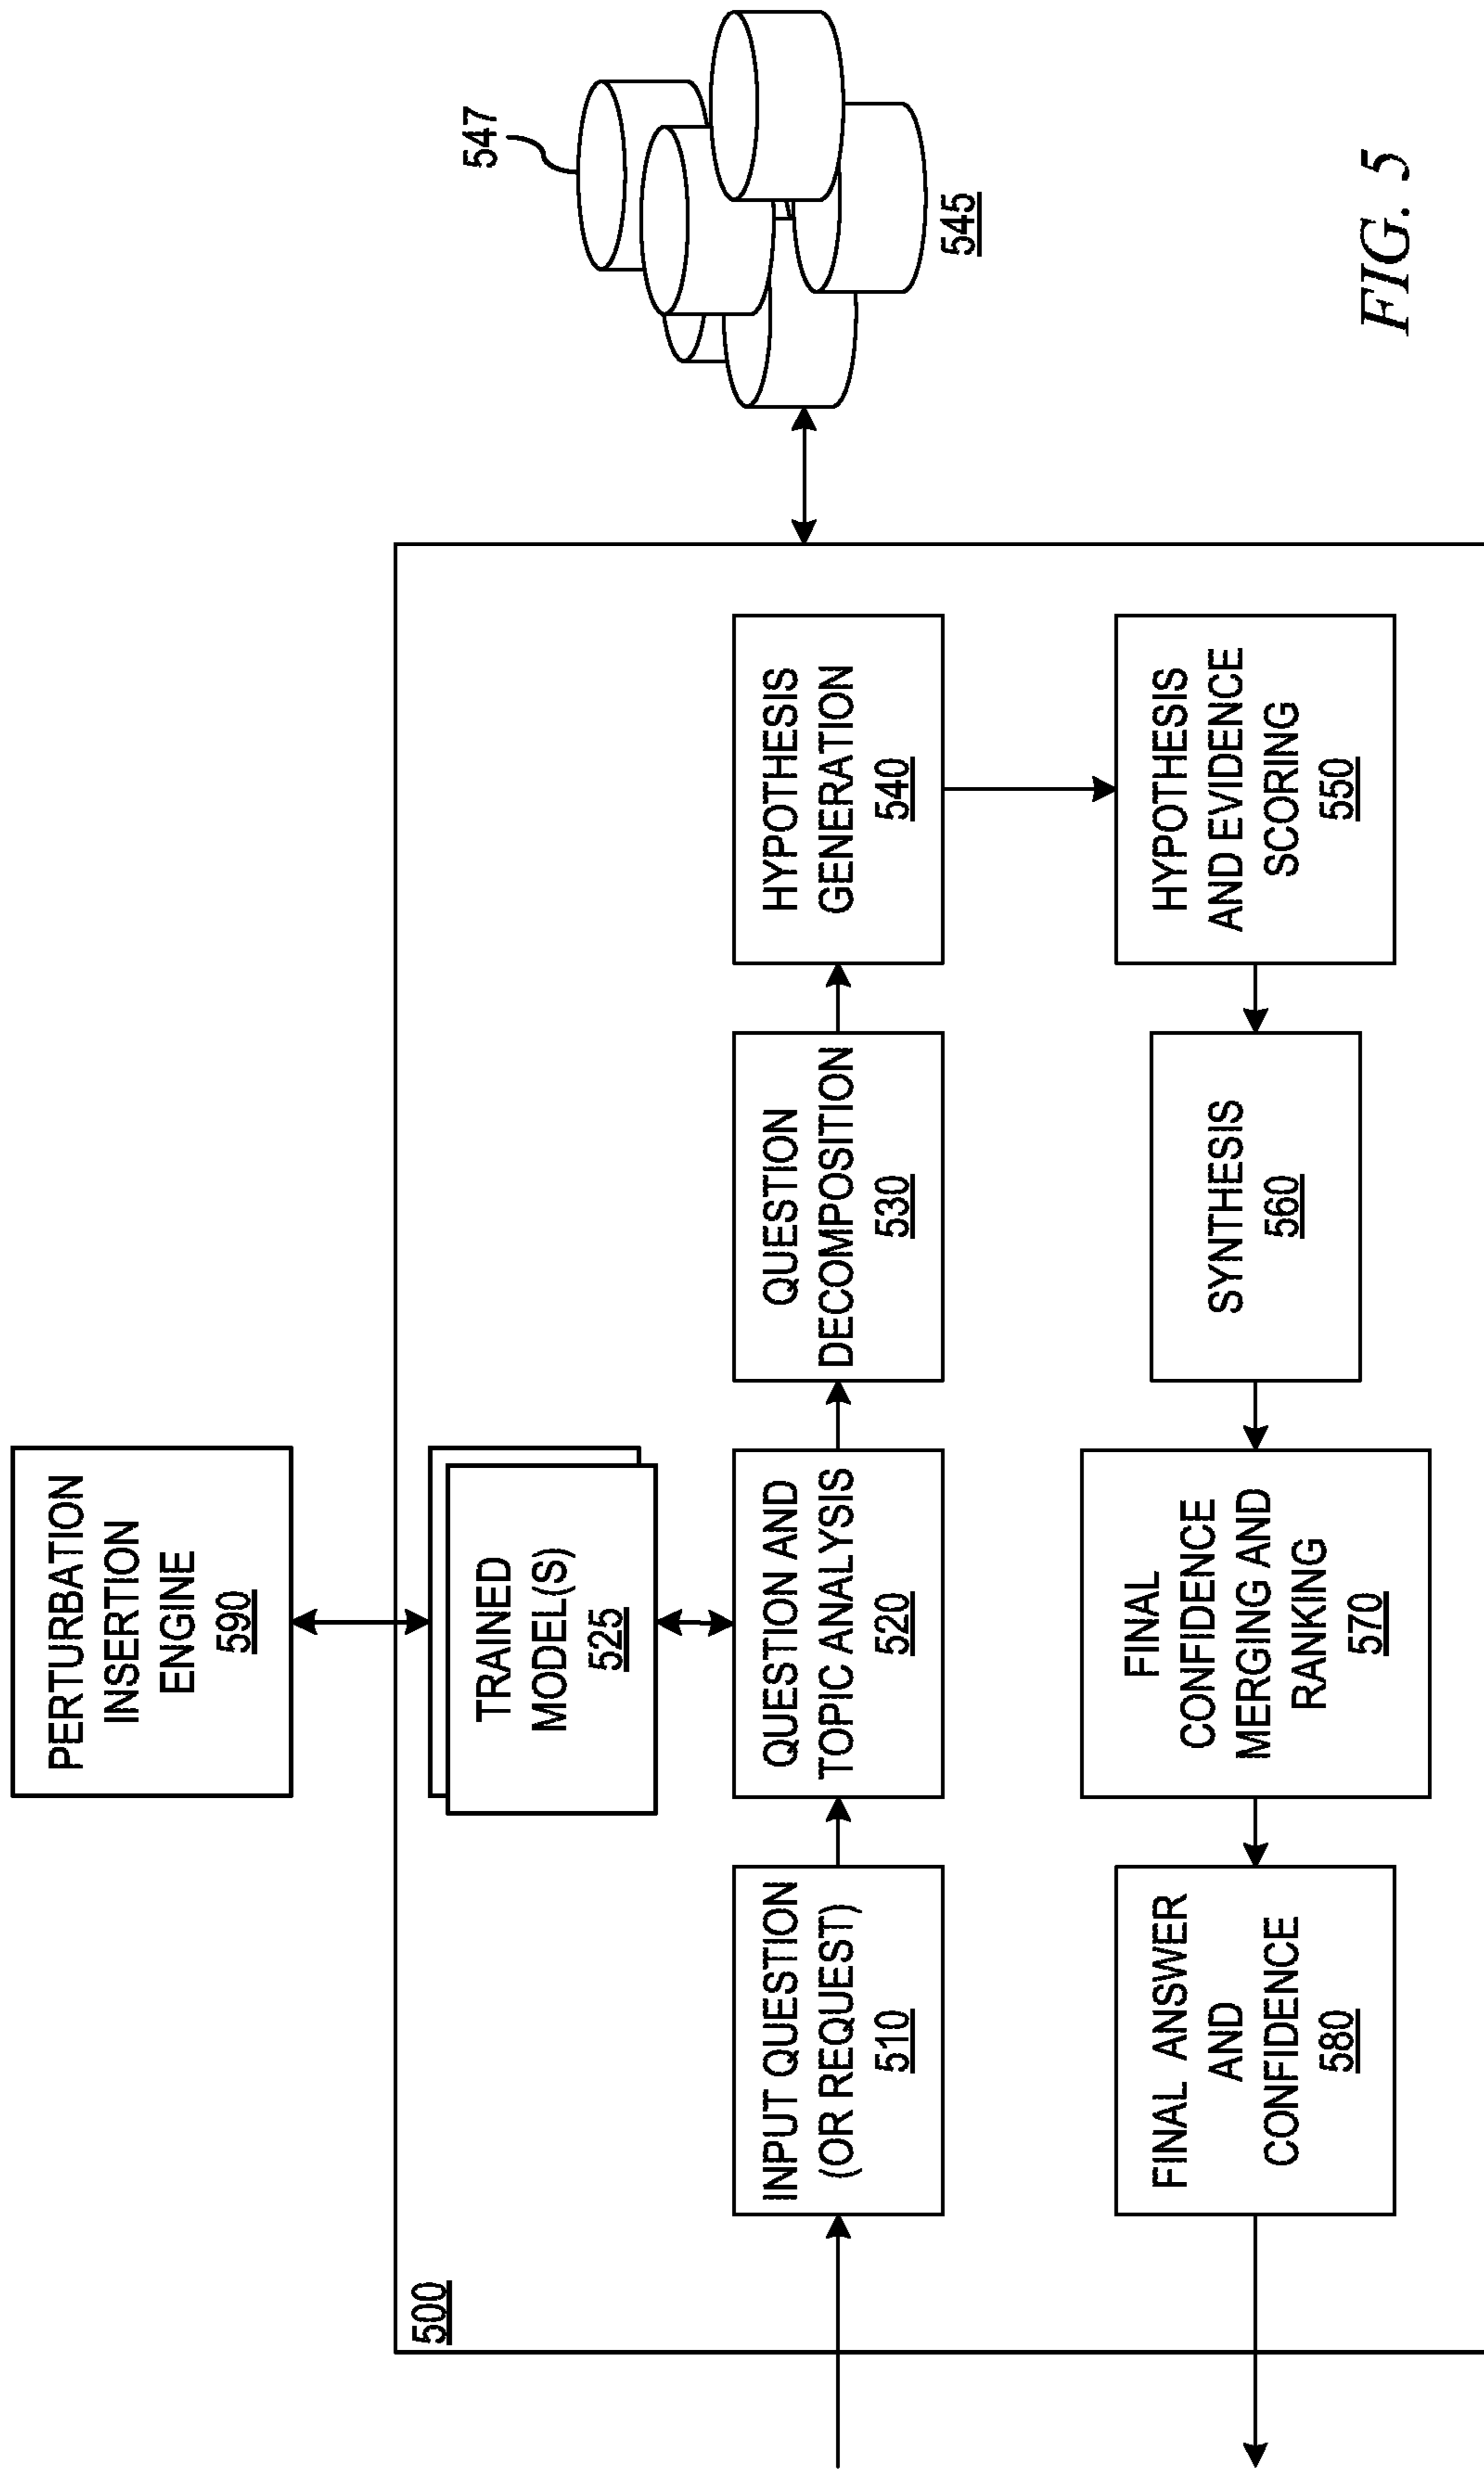 PERTURBATION
INSERTION
ENGINE
590
500
TRAINED
MODEL(S)
525
547
545
INPUT QUESTION
(OR REQUEST)
510
QUESTION AND
TOPIC ANALYSIS
520
QUESTION
DECOMPOSITION
530
HYPOTHESIS
GENERATION
540
FINAL ANSWER
AND
CONFIDENCE
580
FINAL
CONFIDENCE
MERGING AND
RANKING
570
SYNTHESIS
560
HYPOTHESIS
AND EVIDENCE
SCORING
550
FIG. 5